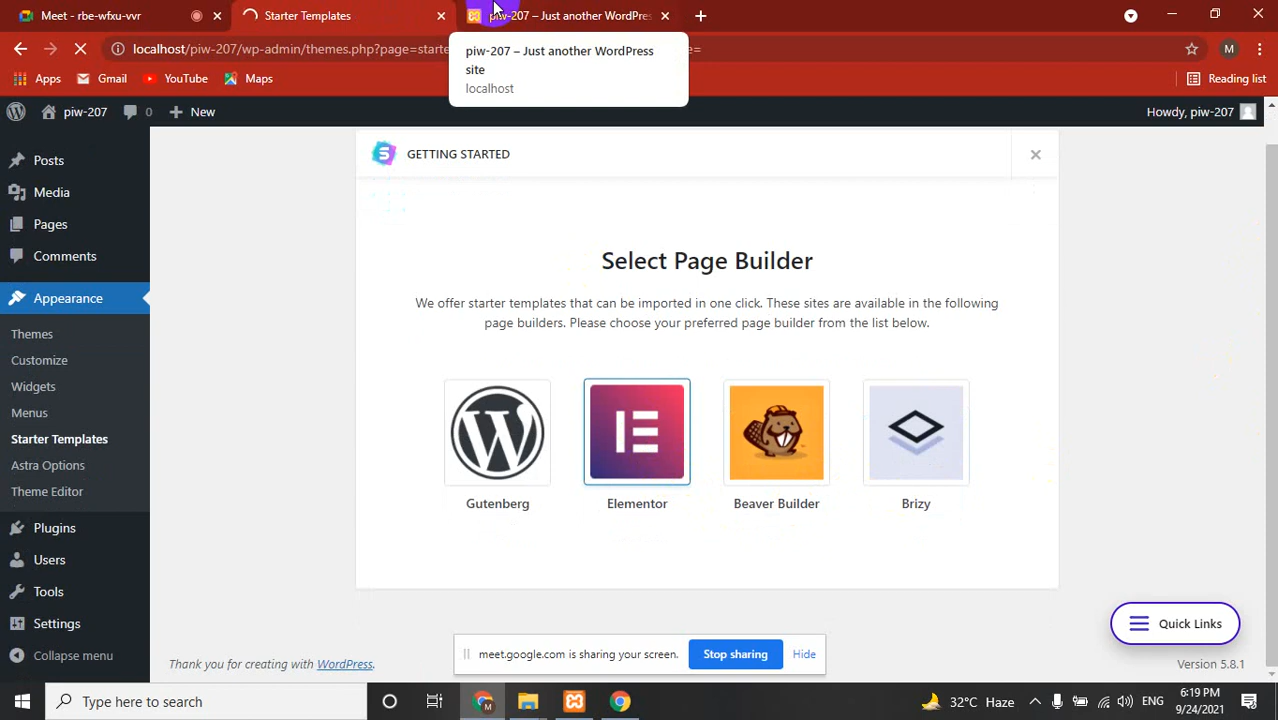 Meet - rbe-wfxu-vvr
Starter Templates
piw-207 – Just another WordPres
localhost/piw-207/wp-admin/themes.php?page=starte
=
M
Apps
Gmail
YouTube
Maps
Reading list
piw-207 – Just another WordPress
site
localhost
piw-207
0
New
Howdy, piw-207
Posts
Media
Pages
Comments
Appearance
Themes
Customize
Widgets
Menus
Starter Templates
Astra Options
Theme Editor
Plugins
Users
Tools
Settings
Collapse menu
GETTING STARTED
Select Page Builder
We offer starter templates that can be imported in one click. These sites are available in the following
page builders. Please choose your preferred page builder from the list below.
Gutenberg
Elementor
Beaver Builder
Brizy
Quick Links
meet.google.com is sharing your screen.
Stop sharing
Hide
Thank you for creating with WordPress.
Version 5.8.1
Type here to search
32°C Haze
ENG
6:19 PM
9/24/2021